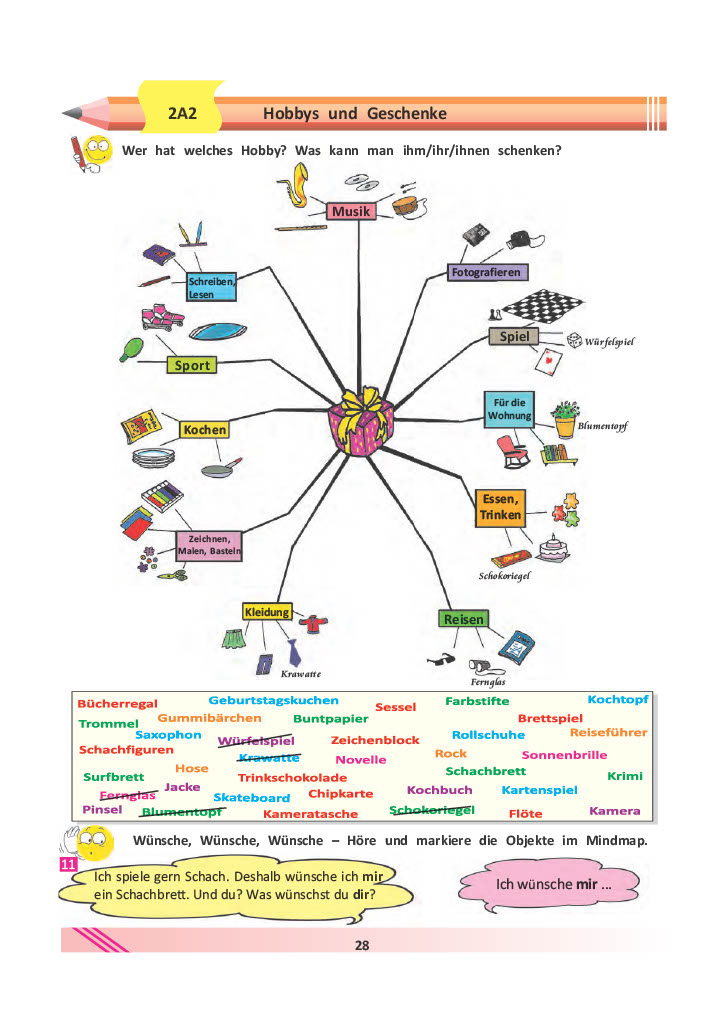 2A2 Hobbys und Geschenke
Wer hat welches Hobby? Was kann man ihm/ihr/ihnen schenken?
Musik
Schreiben,
Lesen
Fotografieren
Spiel
Würfelspiel
Sport
Für die
Wohnung
Blumentopf
Kochen
Essen,
Trinken
Schokoriegel
Zeichnen,
Malen, Basteln
Kleidung
Krawatte
Reisen
Fernglas
Bücherregal Geburtstagskuchen Sessel Farbstifte Kochtopf
Trommel Gummibärchen Buntpapier Brettspiel
Saxophon Würfelspiel Zeichenblock Rollschuhe Reiseführer
Schachfiguren Krawatte Novelle Rock Sonnenbrille
Surfbrett Hose Trinkschokolade Schachbrett Krimi
Fernglas Jacke Skateboard Chipkarte Kochbuch Kartenspiel
Pinsel Blumentopf Kameratasche Schokoriegel Flöte Kamera
Wünsche, Wünsche, Wünsche – Höre und markiere die Objekte im Mindmap.
11
Ich spiele gern Schach. Deshalb wünsche ich mir
ein Schachbrett. Und du? Was wünschst du dir?
Ich wünsche mir ...
28